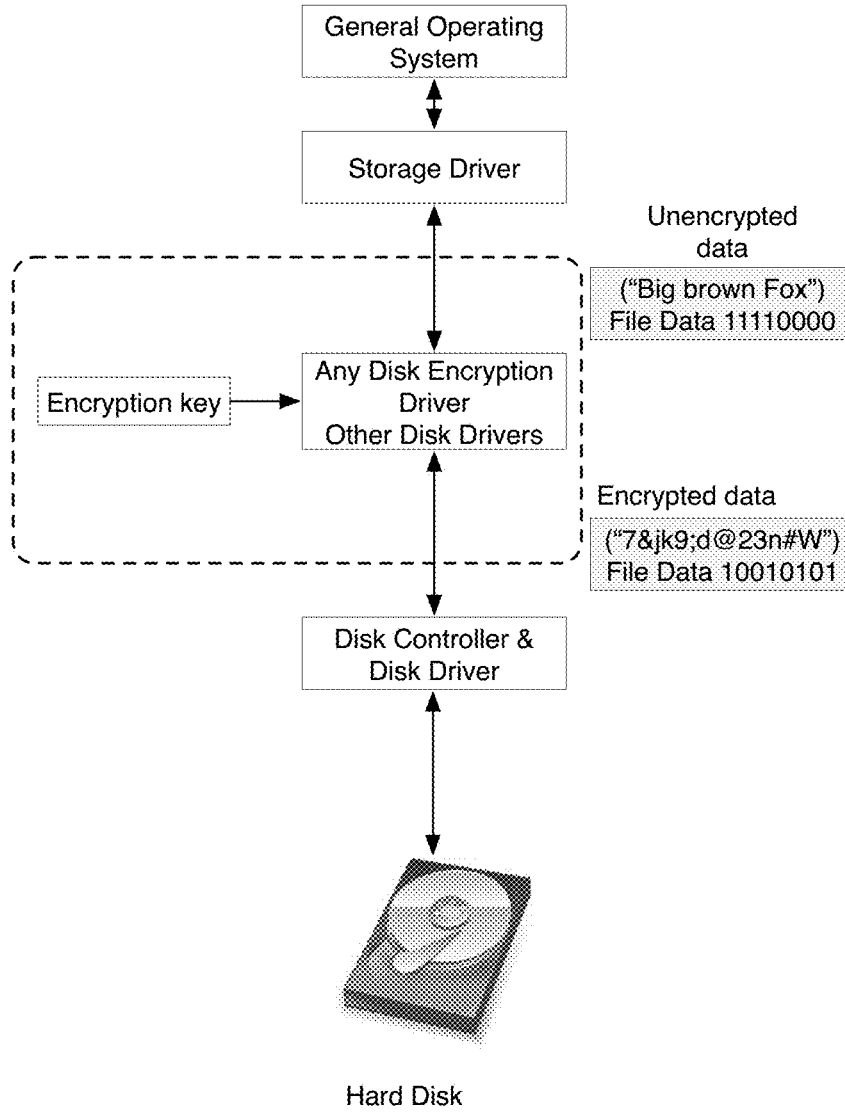 General Operating
System
Storage Driver
Unencrypted
data
(“Big brown Fox”)
File Data 11110000
Encryption key
Any Disk Encryption
Driver
Other Disk Drivers
Encrypted data
(“7&jk9;d@23n#W”)
File Data 10010101
Disk Controller &
Disk Driver
Hard Disk